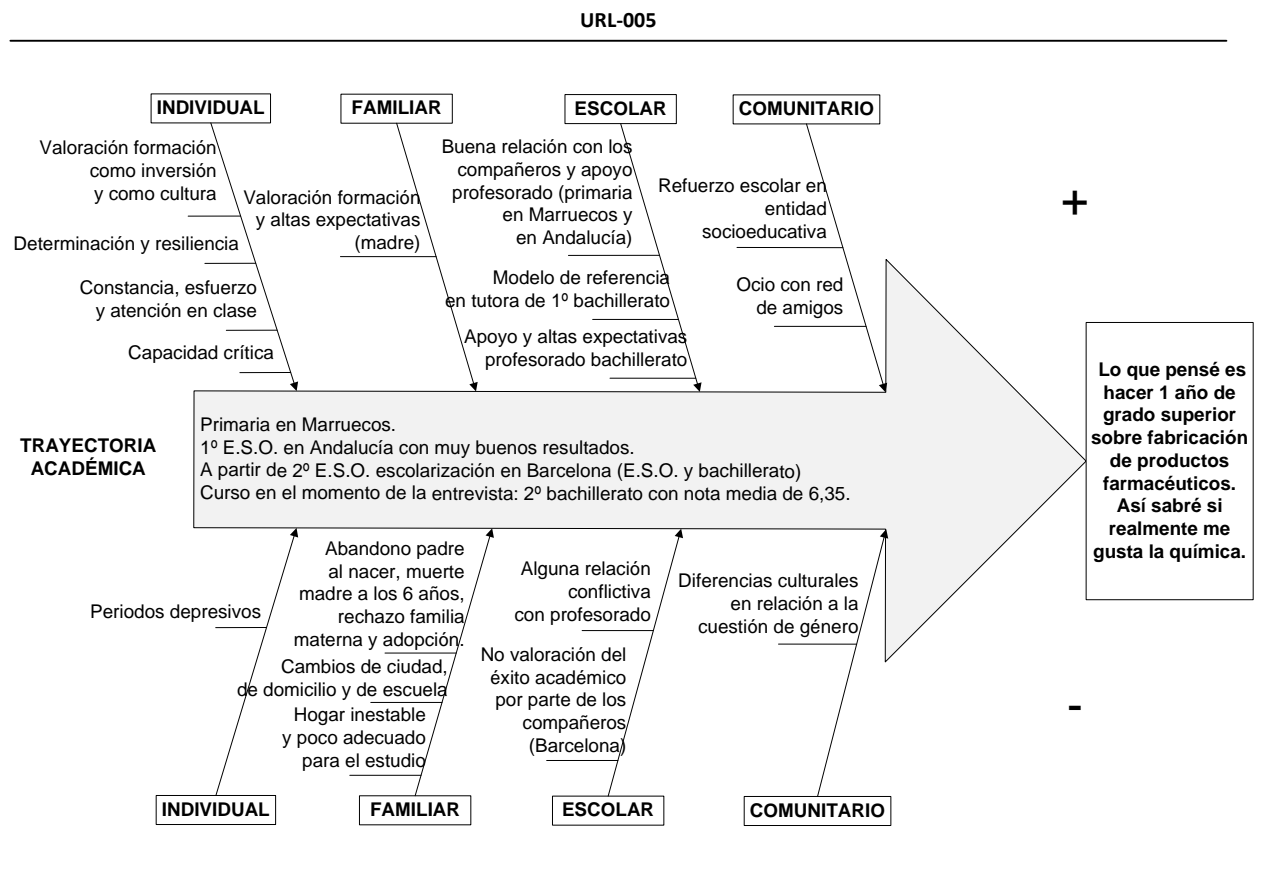 URL-005
INDIVIDUAL
FAMILIAR
ESCOLAR
COMUNITARIO
Valoración formación
como inversión
y como cultura
Determinación y resiliencia
Constancia, esfuerzo
y atención en clase
Capacidad crítica
Valoración formación
y altas expectativas
(madre)
Buena relación con los
compañeros y apoyo
profesorado (primaria
en Marruecos y
en Andalucía)
Modelo de referencia
en tutora de 1º bachillerato
Apoyo y altas expectativas
profesorado bachillerato
Refuerzo escolar en
entidad
socioeducativa
Ocio con red
de amigos
+
TRAYECTORIA
ACADÉMICA
Primaria en Marruecos.
1º E.S.O. en Andalucía con muy buenos resultados.
A partir de 2º E.S.O. escolarización en Barcelona (E.S.O. y bachillerato)
Curso en el momento de la entrevista: 2º bachillerato con nota media de 6,35.
Lo que pensé es
hacer 1 año de
grado superior
sobre fabricación
de productos
farmacéuticos.
Así sabré si
realmente me
gusta la química.
Periodos depresivos
Abandono padre
al nacer, muerte
madre a los 6 años,
rechazo familia
materna y adopción.
Cambios de ciudad,
de domicilio y de escuela
Hogar inestable
y poco adecuado
para el estudio
Alguna relación
conflictiva
con profesorado
No valoración del
éxito académico
por parte de los
compañeros
(Barcelona)
Diferencias culturales
en relación a la
cuestión de género
-
INDIVIDUAL
FAMILIAR
ESCOLAR
COMUNITARIO